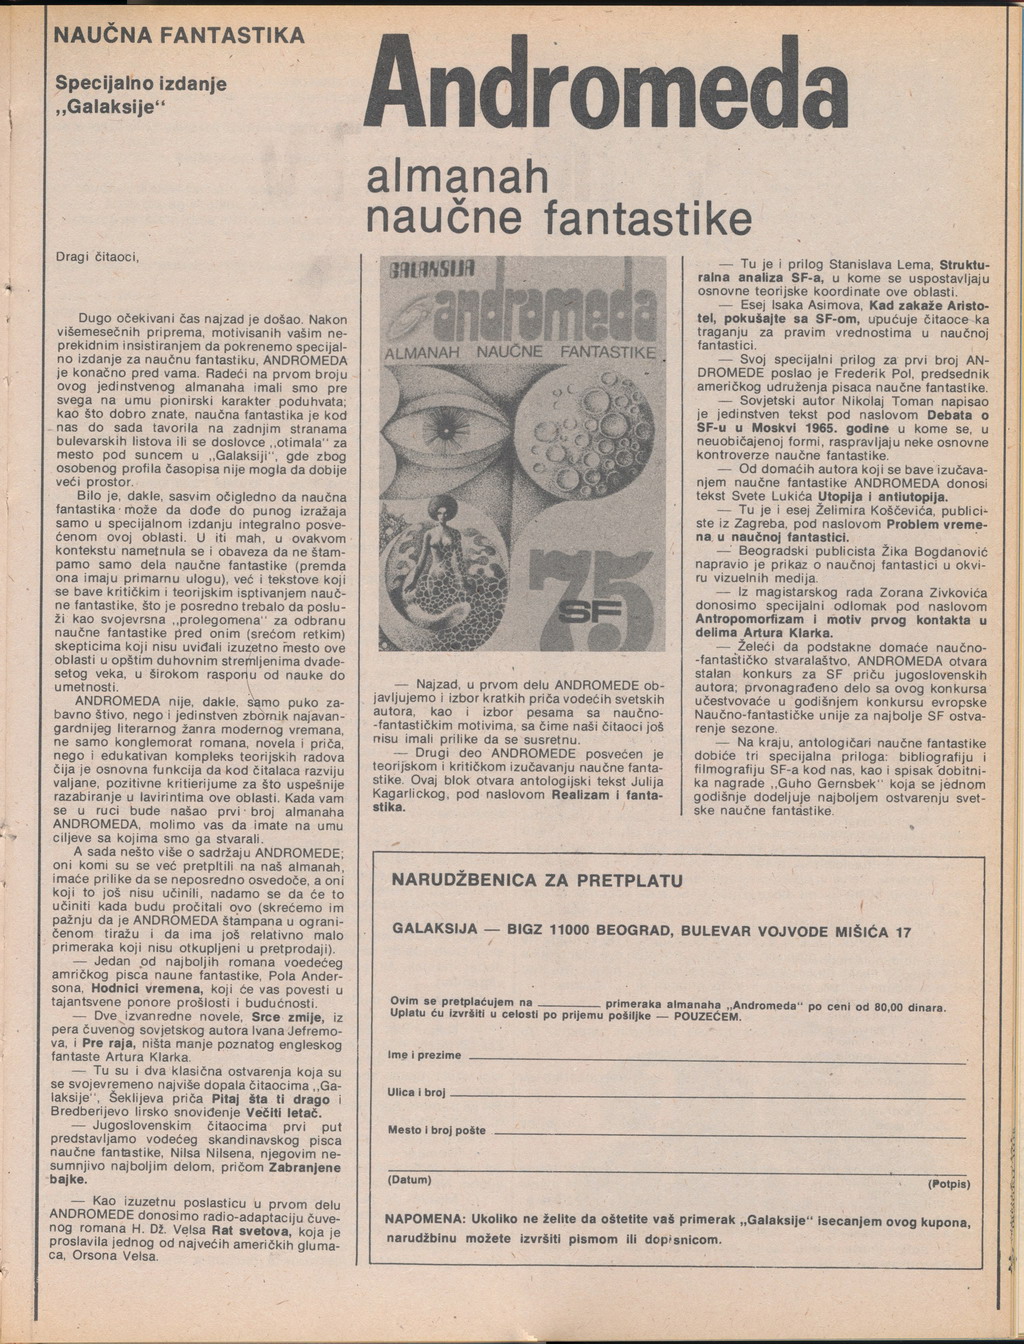 NAUČNA FANTASTIKA
Specijalno izdanje
,,Galaksije"
Andromeda
almanah
naučne fantastike
Dragi čitaoci,
Dugo očekivani čas najzad je došao. Nakon
višemesečnih priprema, motivisanih vašim ne-
prekidnim insistiranjem da pokrenemo specijal-
no izdanje za naučnu fantastiku, ANDROMEDA
je konačno pred vama. Radeći na prvom broju
ovog jedinstvenog almanaha imali smo pre
svega na umu pionirski karakter poduhvata;
kao što dobro znate, naučna fantastika je kod
nas do sada tavorila na zadnjim stranama
bulevarskih listova ili se doslovce ,,otimala" za
mesto pod suncem u ,,Galaksiji", gde zbog
osobenog profila časopisa nije mogla da dobije
veći prostor.
Bilo je, dakle, sasvim očigledno da naučna
fantastika može da dođe do punog izražaja
samo u specijalnom izdanju integralno posve-
ćenom ovoj oblasti. U iti mah, u ovakvom
kontekstu nametnula se i obaveza da ne štam-
pamo samo dela naučne fantastike (premda
ona imaju primarnu ulogu), već i tekstove koji
se bave kritičkim i teorijskim isptivanjem nauč-
ne fantastike, što je posredno trebalo da poslu-
ži kao svojevrsna ,,prolegomena" za odbranu
naučne fantastike pred onim (srećom retkim)
skepticima koji nisu uviđali izuzetno mesto ove
oblasti u opštim duhovnim stremljenima dvade-
setog veka, u širokom rasponu od nauke do
umetnosti.
ANDROMEDA nije, dakle, samo puko za-
bavno štivo, nego i jedinstven zbornik najavan-
gardnijeg literarnog žanra modernog vremana,
ne samo konglomorat romana, novela i priča,
nego i edukativan kompleks teorijskih radova
čija je osnovna funkcija da kod čitalaca razviju
valjane, pozitivne kritierijume za što uspešnije
razabiranje u lavirintima ove oblasti. Kada vam
se u ruci bude našao prvi broj almanaha
ANDROMEDA, molimo vas da imate na umu
ciljeve sa kojima smo ga stvarali.
A sada nešto više o sadržaju ANDROMEDE;
oni komi su se već pretpltili na naš almanah,
imaće prilike da se neposredno osvedoče, a oni
koji to još nisu učinili, nadamo se da će to
učiniti kada budu pročitali ovo (skrećemo im
pažnju da je ANDROMEDA štampana u ograni-
čenom tiražu i da ima još relativno malo
primeraka koji nisu otkupljeni u pretprodaji).
— Jedan od najboljih romana voedećeg
amričkog pisca naune fantastike, Pola Ander-
sona, Hodnici vremena, koji će vas povesti u
tajantsvene ponore prošlosti i budućnosti.
— Dve izvanredne novele, Srce zmije, iz
pera čuvenog sovjetskog autora Ivana Jefremo-
va, i Pre raja, ništa manje poznatog engleskog
fantaste Artura Klarka.
— Tu su i dva klasična ostvarenja koja su
se svojevremeno najviše dopala čitaocima ,,Ga-
laksije", Šeklijeva priča Pitaj šta ti drago i
Bredberijevo lirsko snoviđenje Večiti letač.
— Jugoslovenskim čitaocima prvi put
predstavljamo vodećeg skandinavskog pisca
naučne fantastike, Nilsa Nilsena, njegovim ne-
sumnjivo najboljim delom, pričom Zabranjene
bajke.
— Kao izuzetnu poslasticu u prvom delu
ANDROMEDE donosimo radio-adaptaciju čuve-
nog romana H. Dž. Velsa Rat svetova, koja je
proslavila jednog od najvećih američkih gluma-
ca, Orsona Velsa.
GALAKSIJA
andromeda
ALMANAH NAUČNE FANTASTIKE
75
SF
— Najzad, u prvom delu ANDROMEDE ob-
javljujemo i izbor kratkih priča vodećih svetskih
autora, kao i izbor pesama sa naučno-
-fantastičkim motivima, sa čime naši čitaoci još
nisu imali prilike da se susretnu.
— Drugi deo ANDROMEDE posvećen je
teorijskom i kritičkom izučavanju naučne fanta-
stike. Ovaj blok otvara antologijski tekst Julija
Kagarlickog, pod naslovom Realizam i fanta-
stika.
— Tu je i prilog Stanislava Lema, Struktu-
ralna analiza SF-a, u kome se uspostavljaju
osnovne teorijske koordinate ove oblasti.
— Esej Isaka Asimova, Kad zakaže Aristo-
tel, pokušajte sa SF-om, upućuje čitaoce ka
traganju za pravim vrednostima u naučnoj
fantastici.
— Svoj specijalni prilog za prvi broj AN-
DROMEDE poslao je Frederik Pol, predsednik
američkog udruženja pisaca naučne fantastike.
— Sovjetski autor Nikolaj Toman napisao
je jedinstven tekst pod naslovom Debata o
SF-u u Moskvi 1965. godine u kome se, u
neuobičajenoj formi, raspravljaju neke osnovne
kontroverze naučne fantastike.
— Od domaćih autora koji se bave izučava-
njem naučne fantastike ANDROMEDA donosi
tekst Svete Lukića Utopija i antiutopija.
— Tu je i esej Želimira Koščevića, publici-
ste iz Zagreba, pod naslovom Problem vreme-
na u naučnoj fantastici.
— Beogradski publicista Žika Bogdanović
napravio je prikaz o naučnoj fantastici u okvi-
ru vizuelnih medija.
— Iz magistarskog rada Zorana Zivkovića
donosimo specijalni odlomak pod naslovom
Antropomorfizam i motiv prvog kontakta u
delima Artura Klarka.
— Želeći da podstakne domaće naučno-
-fantastičko stvaralaštvo, ANDROMEDA otvara
stalan konkurs za SF priču jugoslovenskih
autora; prvonagrađeno delo sa ovog konkursa
učestvovaće u godišnjem konkursu evropske
Naučno-fantastičke unije za najbolje SF ostva-
renje sezone.
— Na kraju, antologičari naučne fantastike
dobiće tri specijalna priloga: bibliografiju i
filmografiju SF-a kod nas, kao i spisak dobitni-
ka nagrade ,,Guho Gernsbek" koja se jednom
godišnje dodeljuje najboljem ostvarenju svet-
ske naučne fantastike.
NARUDŽBENICA ZA PRETPLATU
GALAKSIJA — BIGZ 11000 BEOGRAD, BULEVAR VOJVODE MIŠIĆA 17
Ovim se pretplaćujem na ________ primeraka almanaha ,,Andromeda" po ceni od 80,00 dinara.
Uplatu ću izvršiti u celosti po prijemu pošiljke — POUZEĆEM.
Ime i prezime
Ulica i broj
Mesto i broj pošte
(Datum) (Potpis)
NAPOMENA: Ukoliko ne želite da oštetite vaš primerak ,,Galaksije" isecanjem ovog kupona,
narudžbinu možete izvršiti pismom ili dopisnicom.